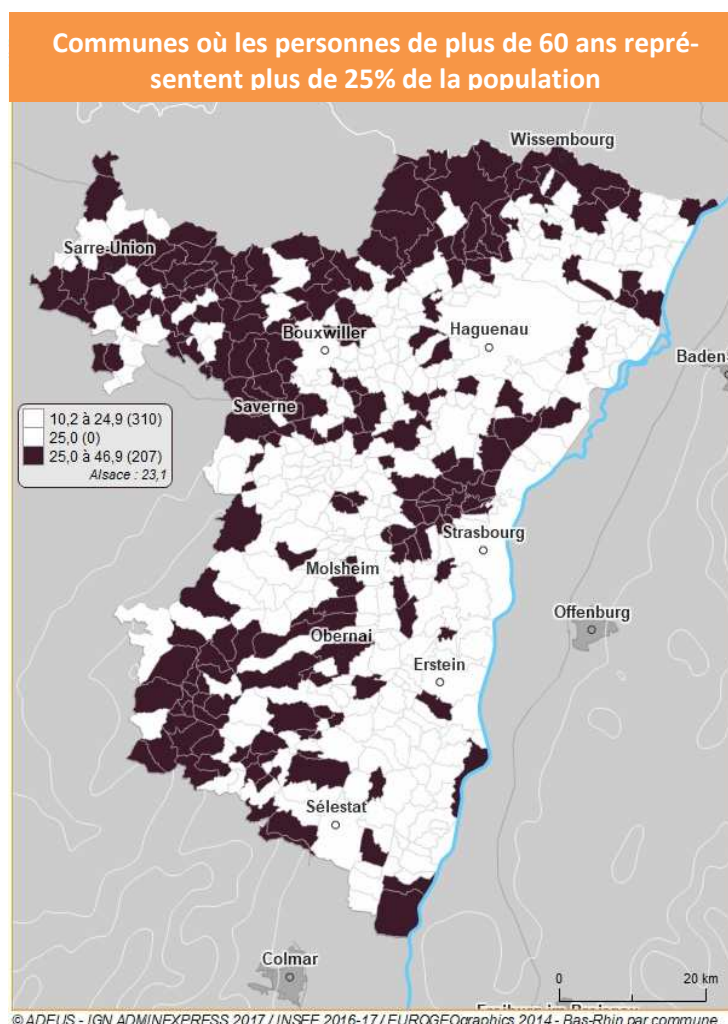 Communes où les personnes de plus de 60 ans repré-
sentent plus de 25% de la population
Wissembourg
Sarre-Union
Bouxwiller
Haguenau
Baden-
Saverne
10,2 à 24,9 (310)
25,0 (0)
25,0 à 46,9 (207)
Alsace : 23,1
Strasbourg
Molsheim
Offenburg
Obernai
Erstein
Sélestat
Colmar
0 20 km
© ADEUS - IGN ADMINEXPRESS 2017 / INSEE 2016-17 / EUROGEOgraphics 2014 - Bas-Rhin par commune